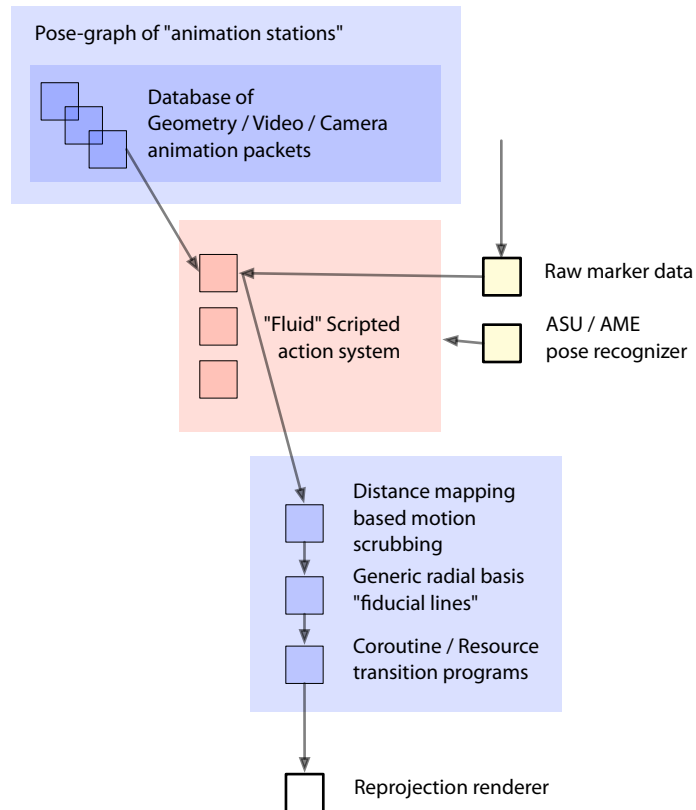 Pose-graph of "animation stations"
Database of
Geometry / Video / Camera
animation packets
Raw marker data
"Fluid" Scripted
action system
ASU / AME
pose recognizer
Distance mapping
based motion
scrubbing
Generic radial basis
"fiducial lines"
Coroutine / Resource
transition programs
Reprojection renderer